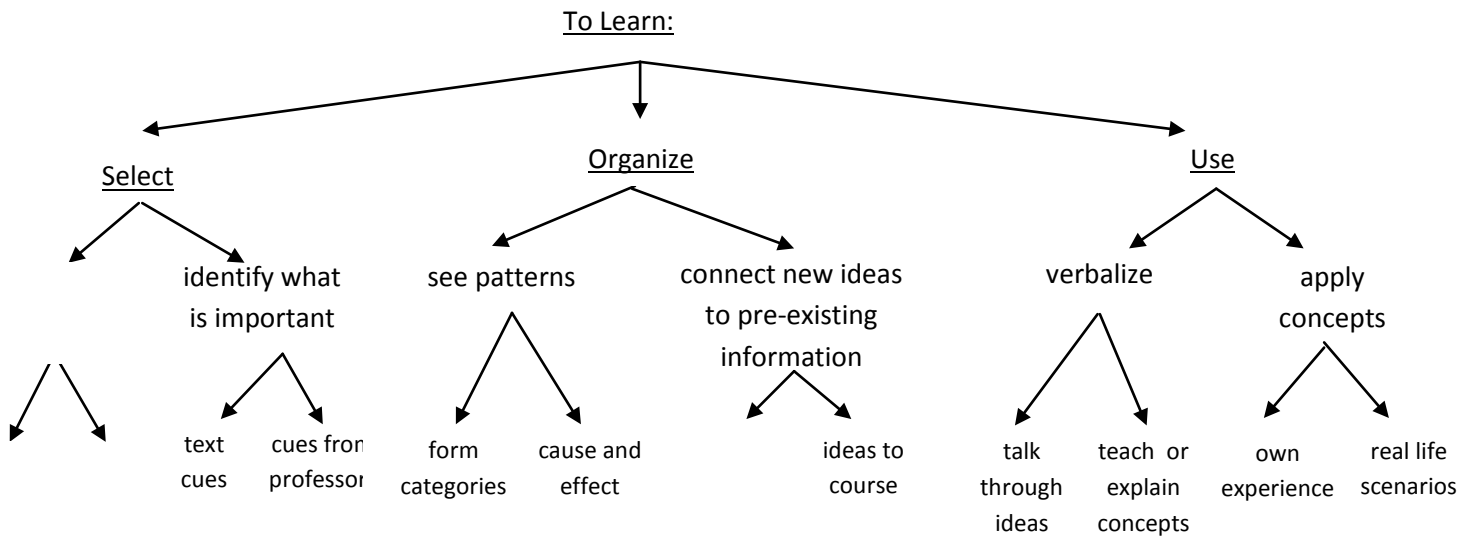 To Learn:
Select
Organize
Use
identify what
is important
see patterns
connect new ideas
to pre-existing
information
verbalize
apply
concepts
text
cues
cues from
professor
form
categories
cause and
effect
ideas to
course
talk
through
ideas
teach or
explain
concepts
own
experience
real life
scenarios